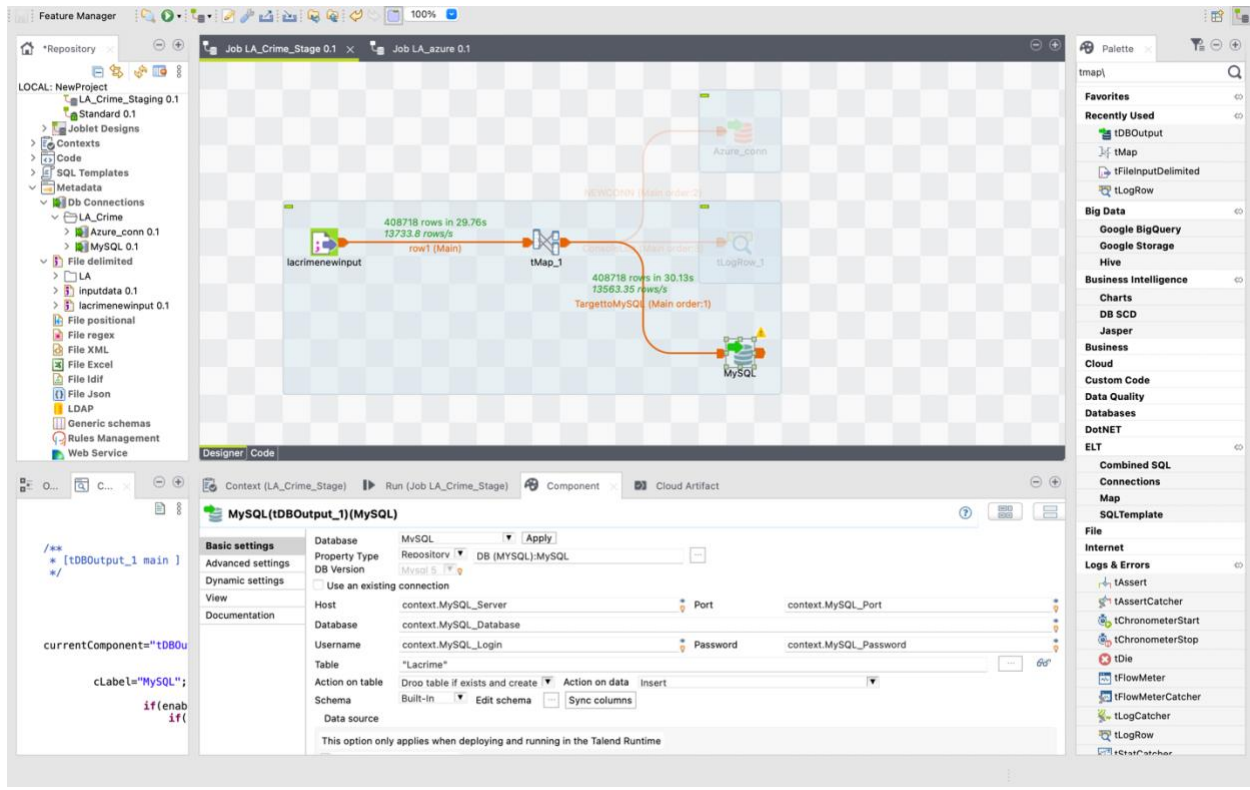 Feature Manager
100%
*Repository
LOCAL: NewProject
LA_Crime_Staging 0.1
Standard 0.1
Joblet Designs
Contexts
Code
SQL Templates
Metadata
Db Connections
LA_Crime
Azure_conn 0.1
MySQL 0.1
File delimited
LA
inputdata 0.1
lacrimenewinput 0.1
File positional
File regex
File XML
File Excel
File ldif
File Json
LDAP
Generic schemas
Rules Management
Web Service
Job LA_Crime_Stage 0.1
Job LA_azure 0.1
Azure_conn
NEWCONN (Main order:2)
408718 rows in 29.76s
13733.8 rows/s
row1 (Main)
lacrimenewinput
tMap_1
tLogRow_1
408718 rows in 30.13s
13563.35 rows/s
TargettoMySQL (Main order:1)
MySQL
Designer
Code
Palette
tmap\
Favorites
Recently Used
tDBOutput
tMap
tFileInputDelimited
tLogRow
Big Data
Google BigQuery
Google Storage
Hive
Business Intelligence
Charts
DB SCD
Jasper
Business
Cloud
Custom Code
Data Quality
Databases
DotNET
ELT
Combined SQL
Connections
Map
SQLTemplate
File
Internet
Logs & Errors
tAssert
tAssertCatcher
tChronometerStart
tChronometerStop
tDie
tFlowMeter
tFlowMeterCatcher
tLogCatcher
tLogRow
tStatCatcher
O...
C...
/**
* [tDBOutput_1 main ]
*/
currentComponent="tDBOu
cLabel="MySQL";
if(enab
if(
Context (LA_Crime_Stage)
Run (Job LA_Crime_Stage)
Component
Cloud Artifact
MySQL(tDBOutput_1)(MySQL)
Basic settings
Advanced settings
Dynamic settings
View
Documentation
Database MySQL Apply
Property Type Repository DB (MYSQL):MySQL ...
DB Version Mysql 5
Use an existing connection
Host context.MySQL_Server Port context.MySQL_Port
Database context.MySQL_Database
Username context.MySQL_Login Password context.MySQL_Password
Table "Lacrime" ...
Action on table Drop table if exists and create Action on data Insert
Schema Built-In Edit schema ... Sync columns
Data source
This option only applies when deploying and running in the Talend Runtime